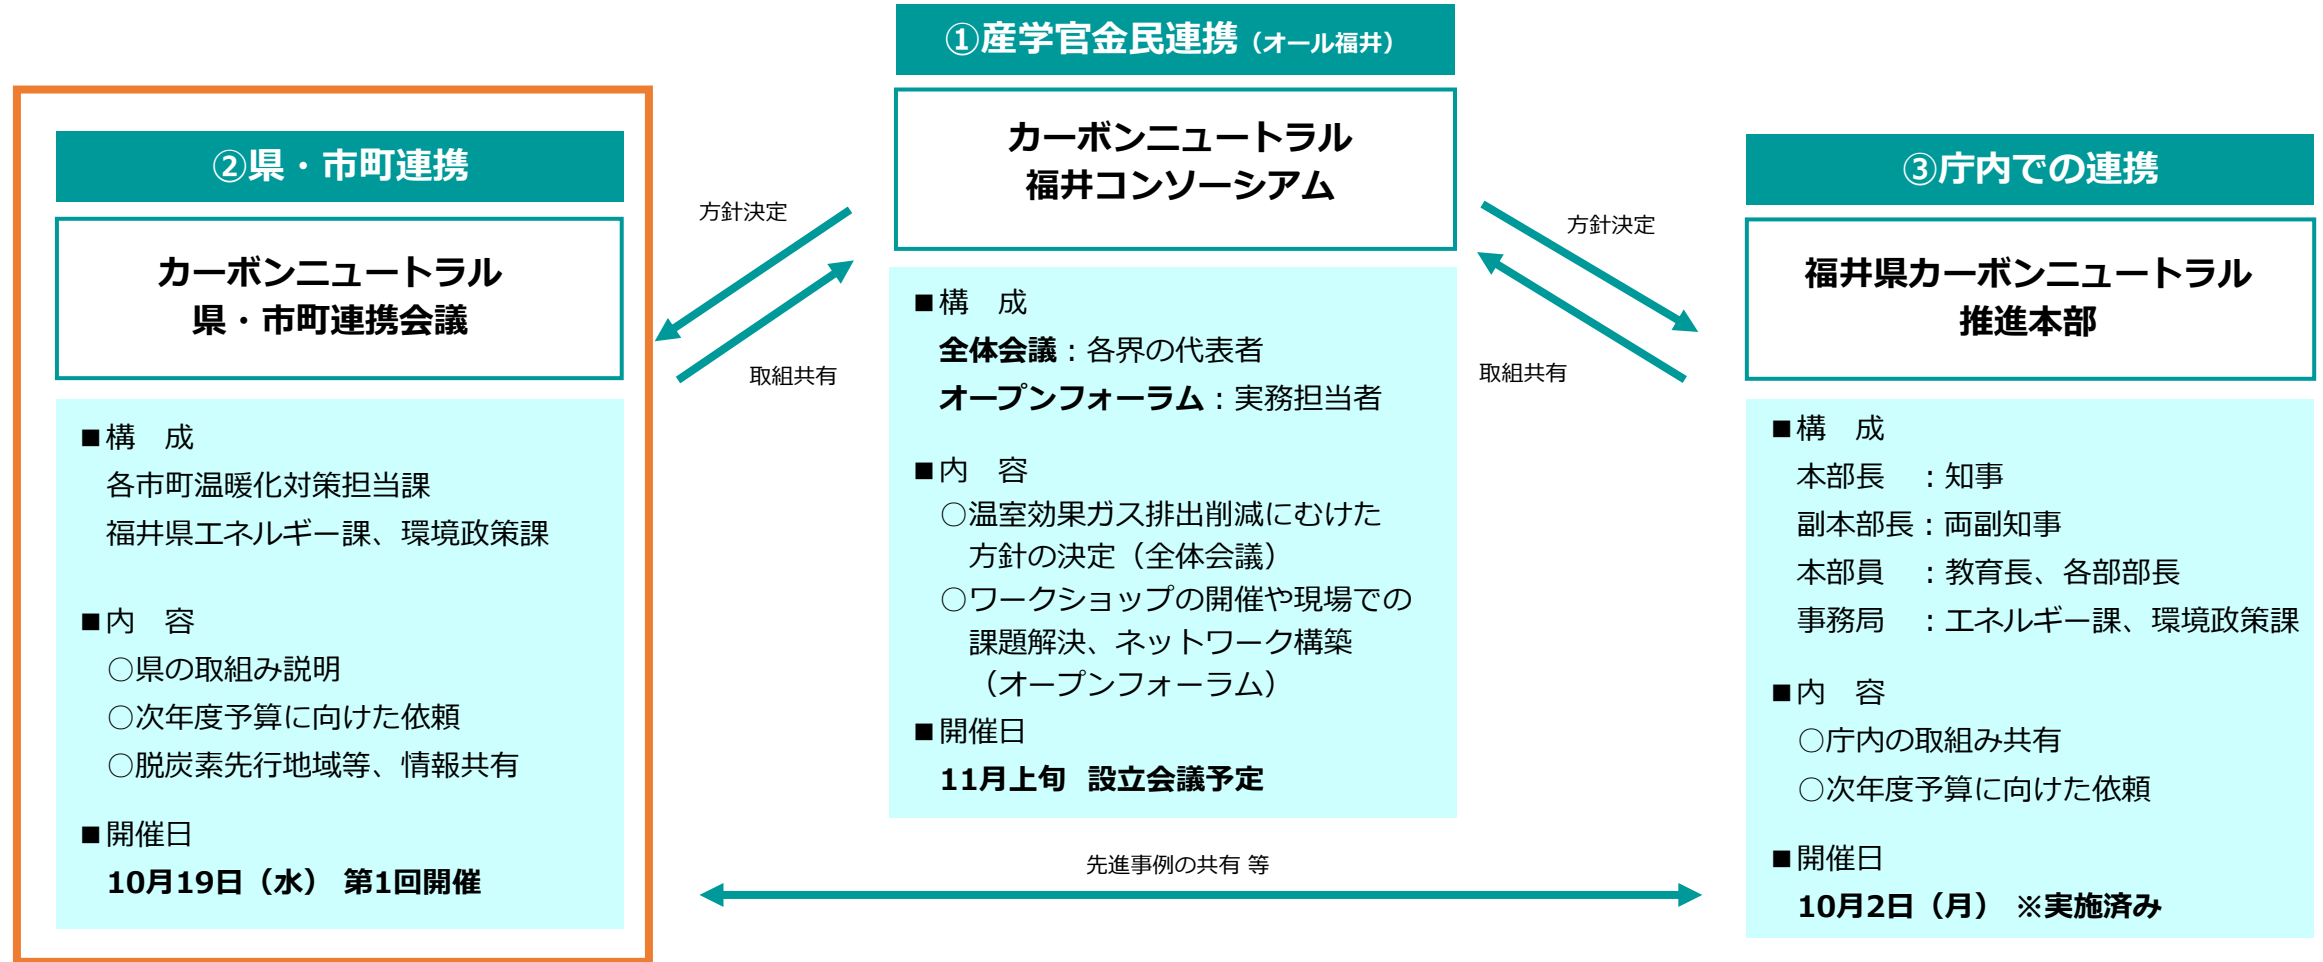 ①産学官金民連携（オール福井）
カーボンニュートラル
福井コンソーシアム
■構　成
全体会議：各界の代表者
オープンフォーラム：実務担当者
■内　容
○温室効果ガス排出削減にむけた
方針の決定（全体会議）
○ワークショップの開催や現場での
課題解決、ネットワーク構築
（オープンフォーラム）
■開催日
11月上旬 設立会議予定
②県・市町連携
カーボンニュートラル
県・市町連携会議
■構　成
各市町温暖化対策担当課
福井県エネルギー課、環境政策課
■内　容
○県の取組み説明
○次年度予算に向けた依頼
○脱炭素先行地域等、情報共有
■開催日
10月19日（水） 第1回開催
方針決定
取組共有
方針決定
取組共有
③庁内での連携
福井県カーボンニュートラル
推進本部
■構　成
本部長　：知事
副本部長：両副知事
本部員　：教育長、各部部長
事務局　：エネルギー課、環境政策課
■内　容
○庁内の取組み共有
○次年度予算に向けた依頼
■開催日
10月2日（月） ※実施済み
先進事例の共有 等